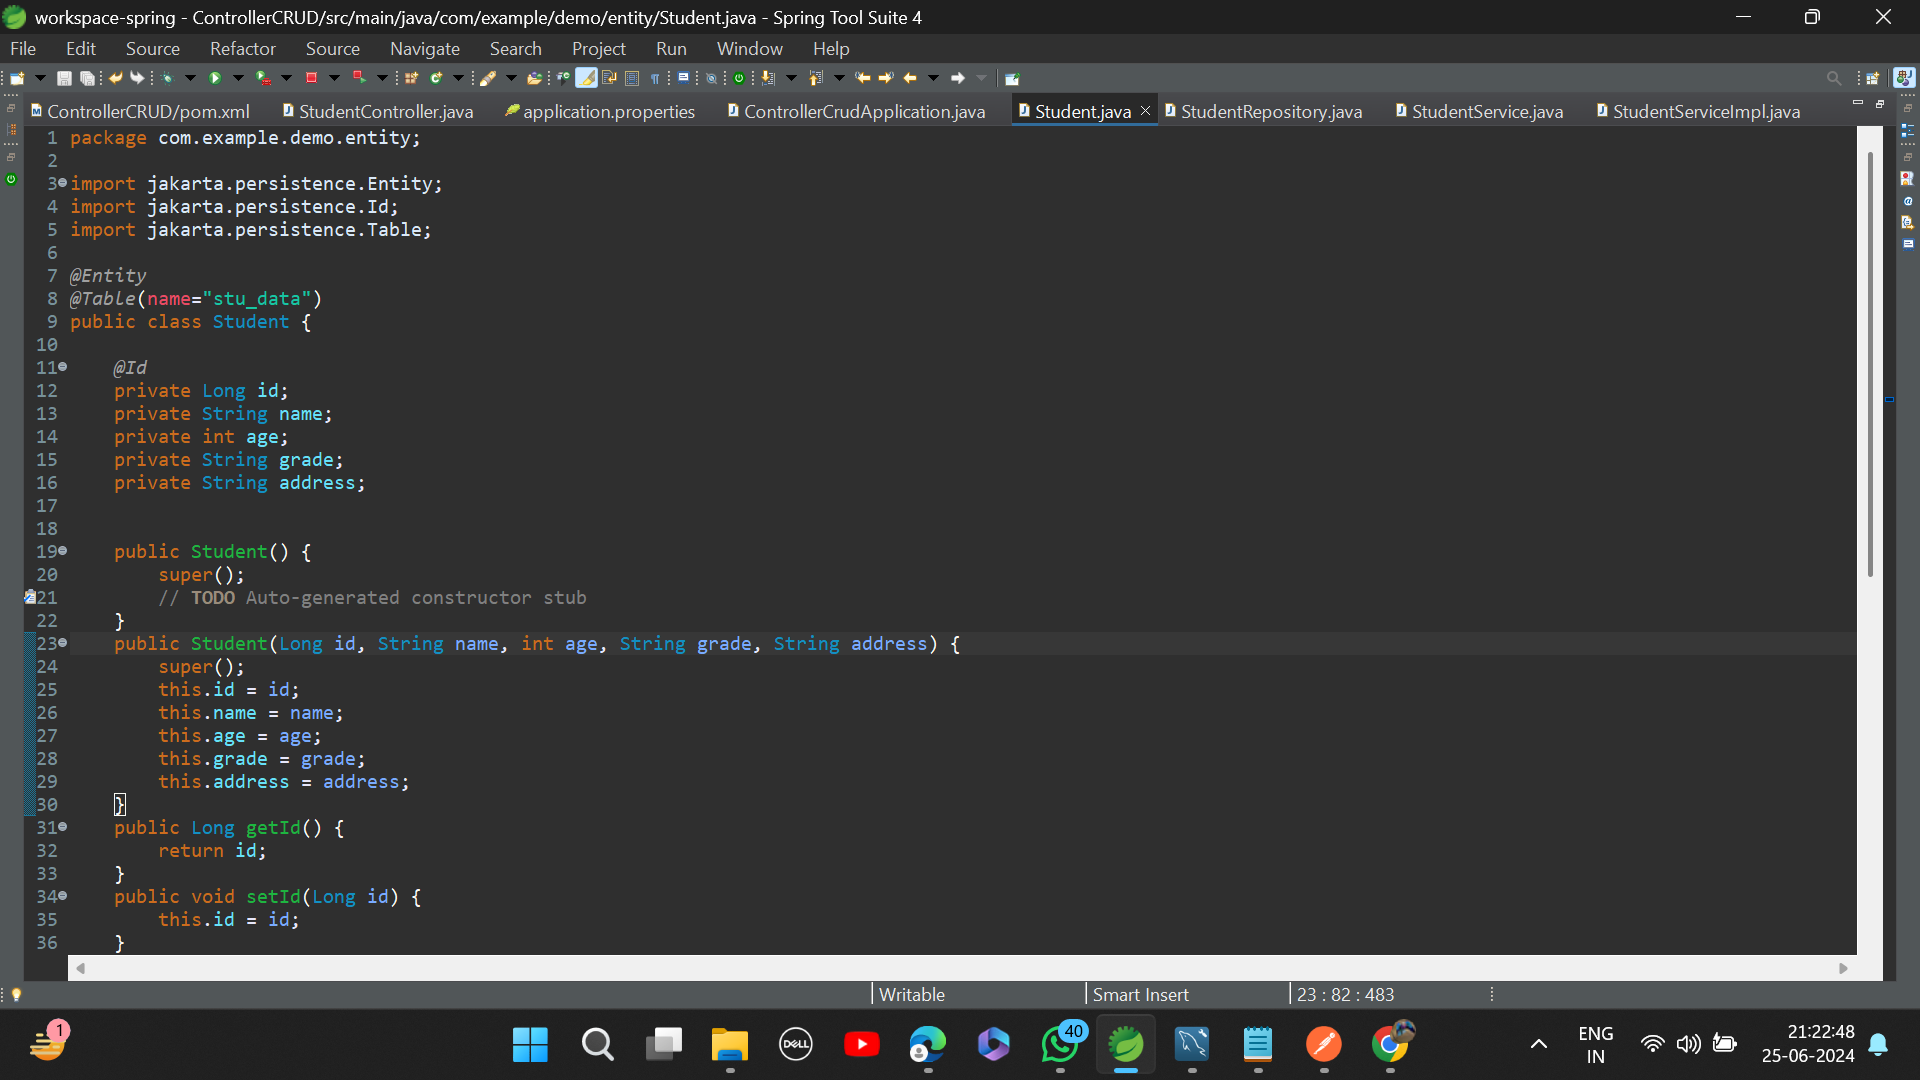 workspace-spring - ControllerCRUD/src/main/java/com/example/demo/entity/Student.java - Spring Tool Suite 4
File Edit Source Refactor Source Navigate Search Project Run Window Help
ControllerCRUD/pom.xml StudentController.java application.properties ControllerCrudApplication.java Student.java StudentRepository.java StudentService.java StudentServiceImpl.java
1 package com.example.demo.entity;
2
3 import jakarta.persistence.Entity;
4 import jakarta.persistence.Id;
5 import jakarta.persistence.Table;
6
7 @Entity
8 @Table(name="stu_data")
9 public class Student {
10
11 @Id
12 private Long id;
13 private String name;
14 private int age;
15 private String grade;
16 private String address;
17
18
19 public Student() {
20 super();
21 // TODO Auto-generated constructor stub
22 }
23 public Student(Long id, String name, int age, String grade, String address) {
24 super();
25 this.id = id;
26 this.name = name;
27 this.age = age;
28 this.grade = grade;
29 this.address = address;
30 }
31 public Long getId() {
32 return id;
33 }
34 public void setId(Long id) {
35 this.id = id;
36 }
Writable Smart Insert 23 : 82 : 483
1 DELL 40 ENG 21:22:48
IN 25-06-2024